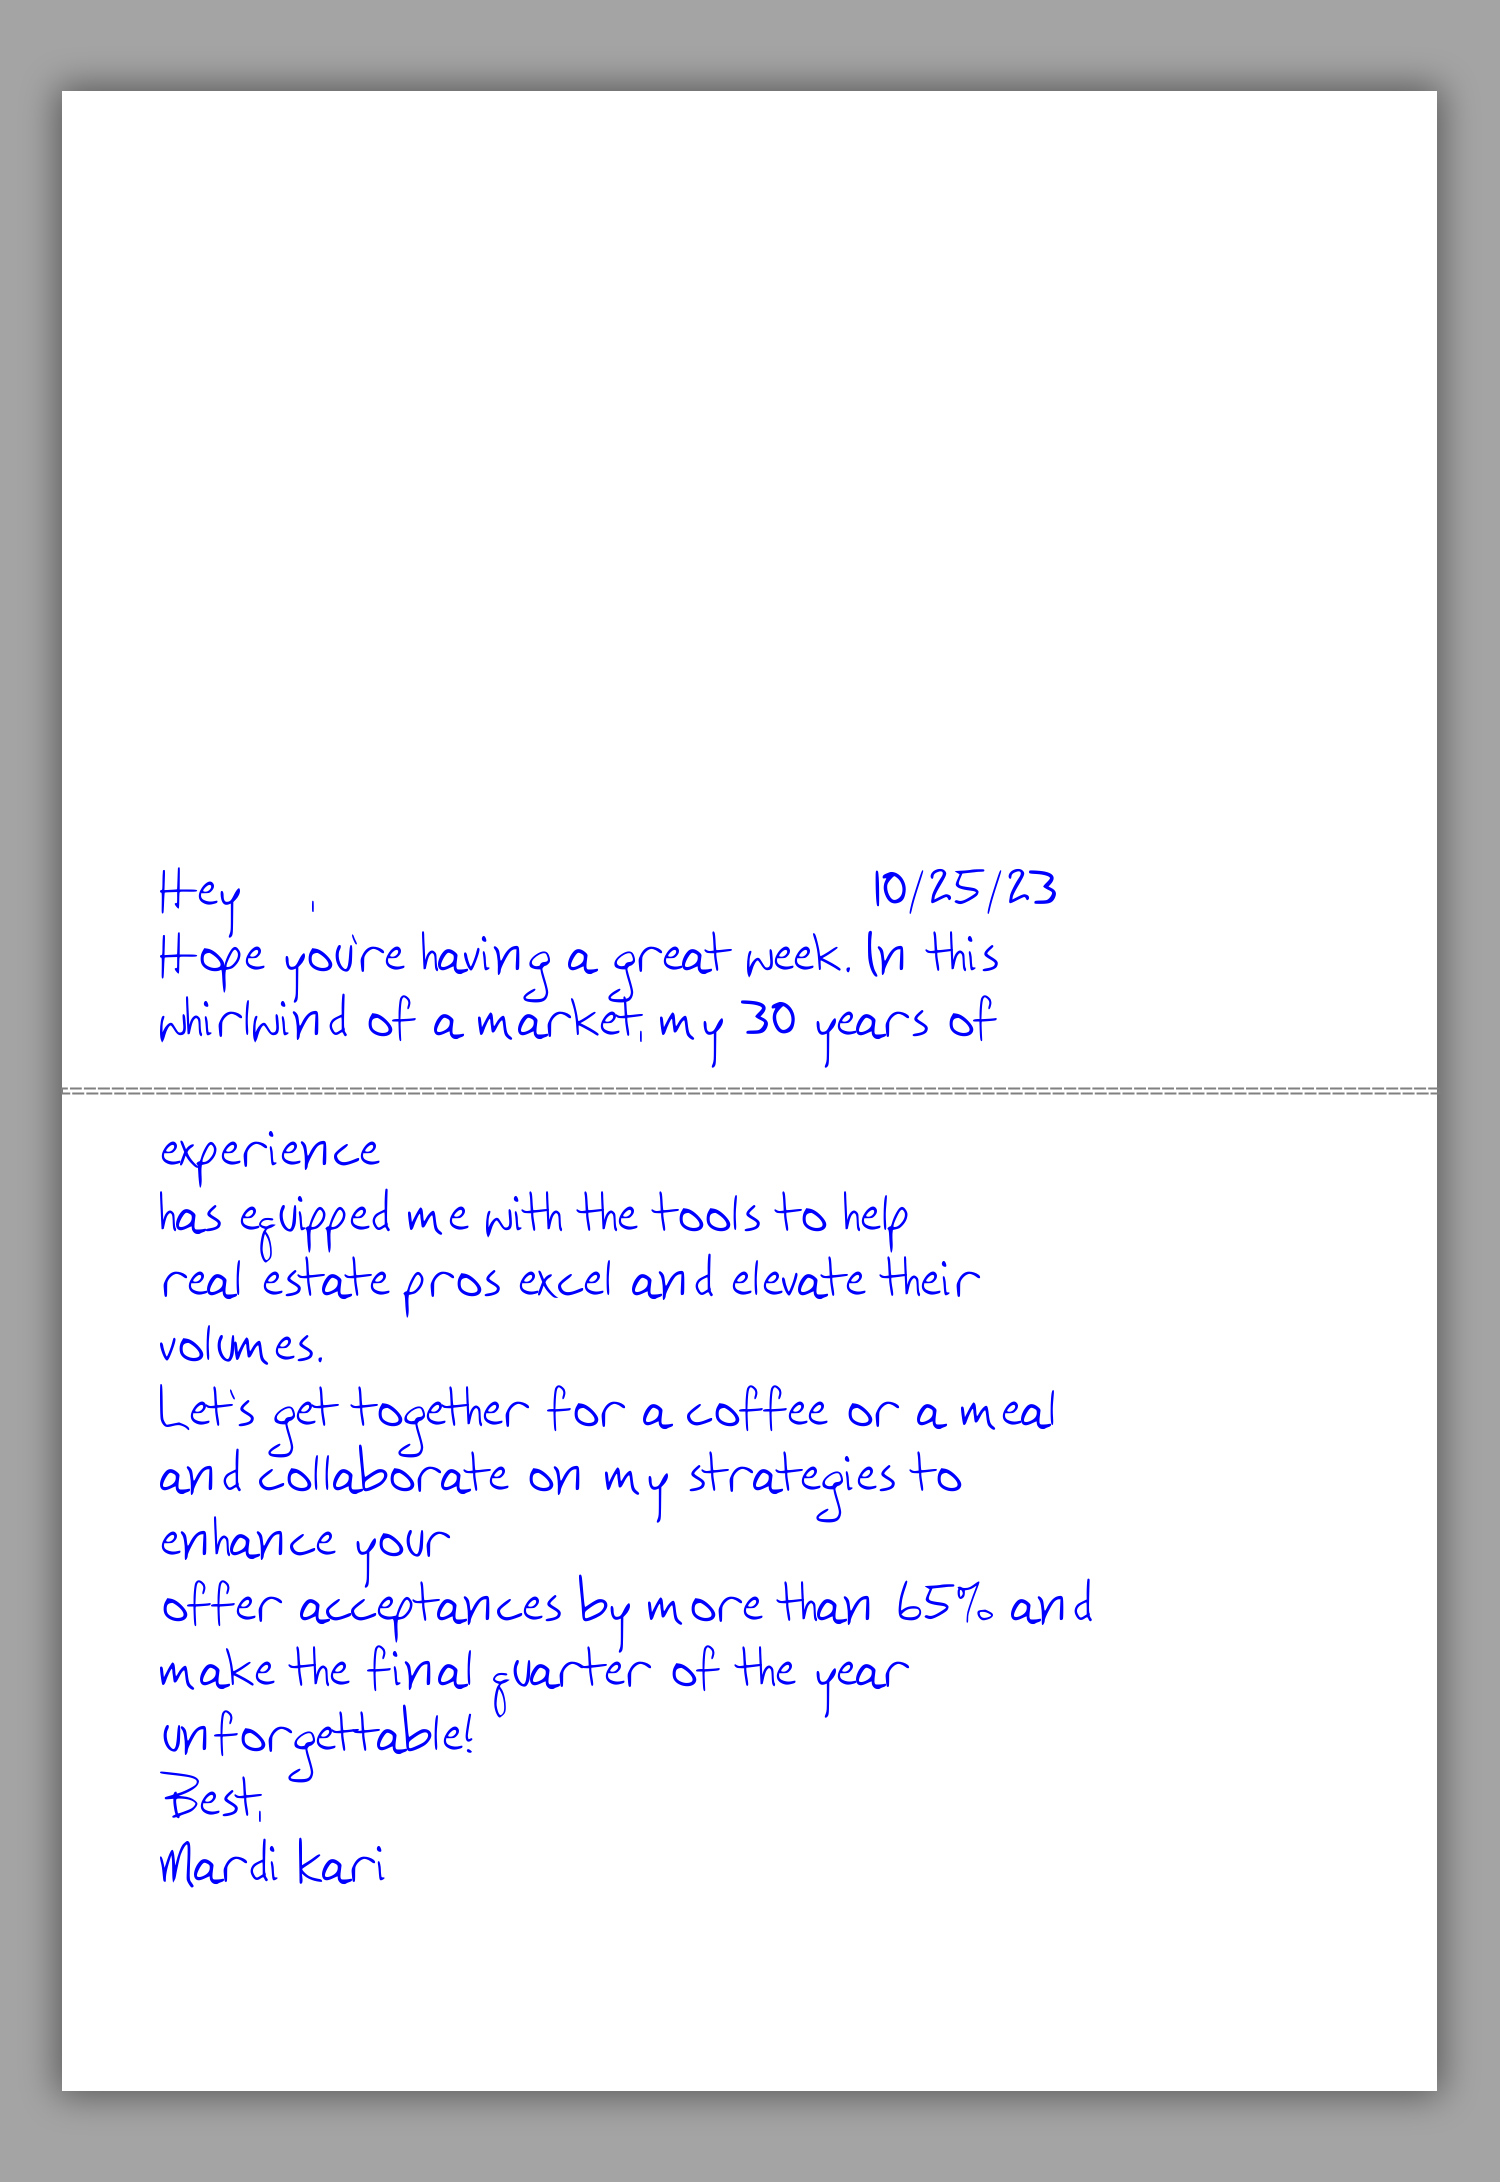 Hey , 10/25/23
Hope you're having a great week. In this
whirlwind of a market, my 30 years of
experience
has equipped me with the tools to help
real estate pros excel and elevate their
volumes.
Let's get together for a coffee or a meal
and collaborate on my strategies to
enhance your
offer acceptances by more than 65% and
make the final quarter of the year
unforgettable!
Best,
Mardi kari